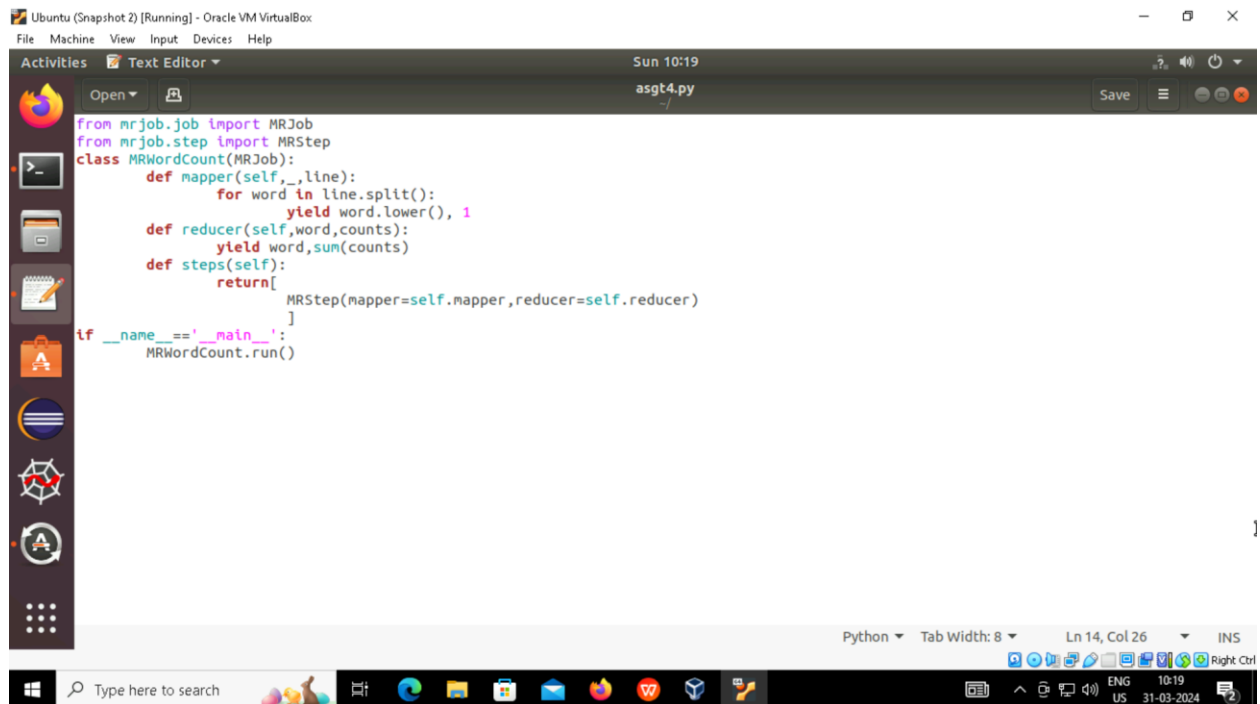 Ubuntu (Snapshot 2) [Running] - Oracle VM VirtualBox
File Machine View Input Devices Help
Activities Text Editor Sun 10:19
Open asgt4.py Save
~/
from mrjob.job import MRJob
from mrjob.step import MRStep
class MRWordCount(MRJob):
        def mapper(self,_,line):
                for word in line.split():
                        yield word.lower(), 1
        def reducer(self,word,counts):
                yield word,sum(counts)
        def steps(self):
                return[
                        MRStep(mapper=self.mapper,reducer=self.reducer)
                        ]
if __name__=='__main__':
        MRWordCount.run()
Python Tab Width: 8 Ln 14, Col 26 INS
Right Ctrl
Type here to search ENG 10:19
US 31-03-2024 2